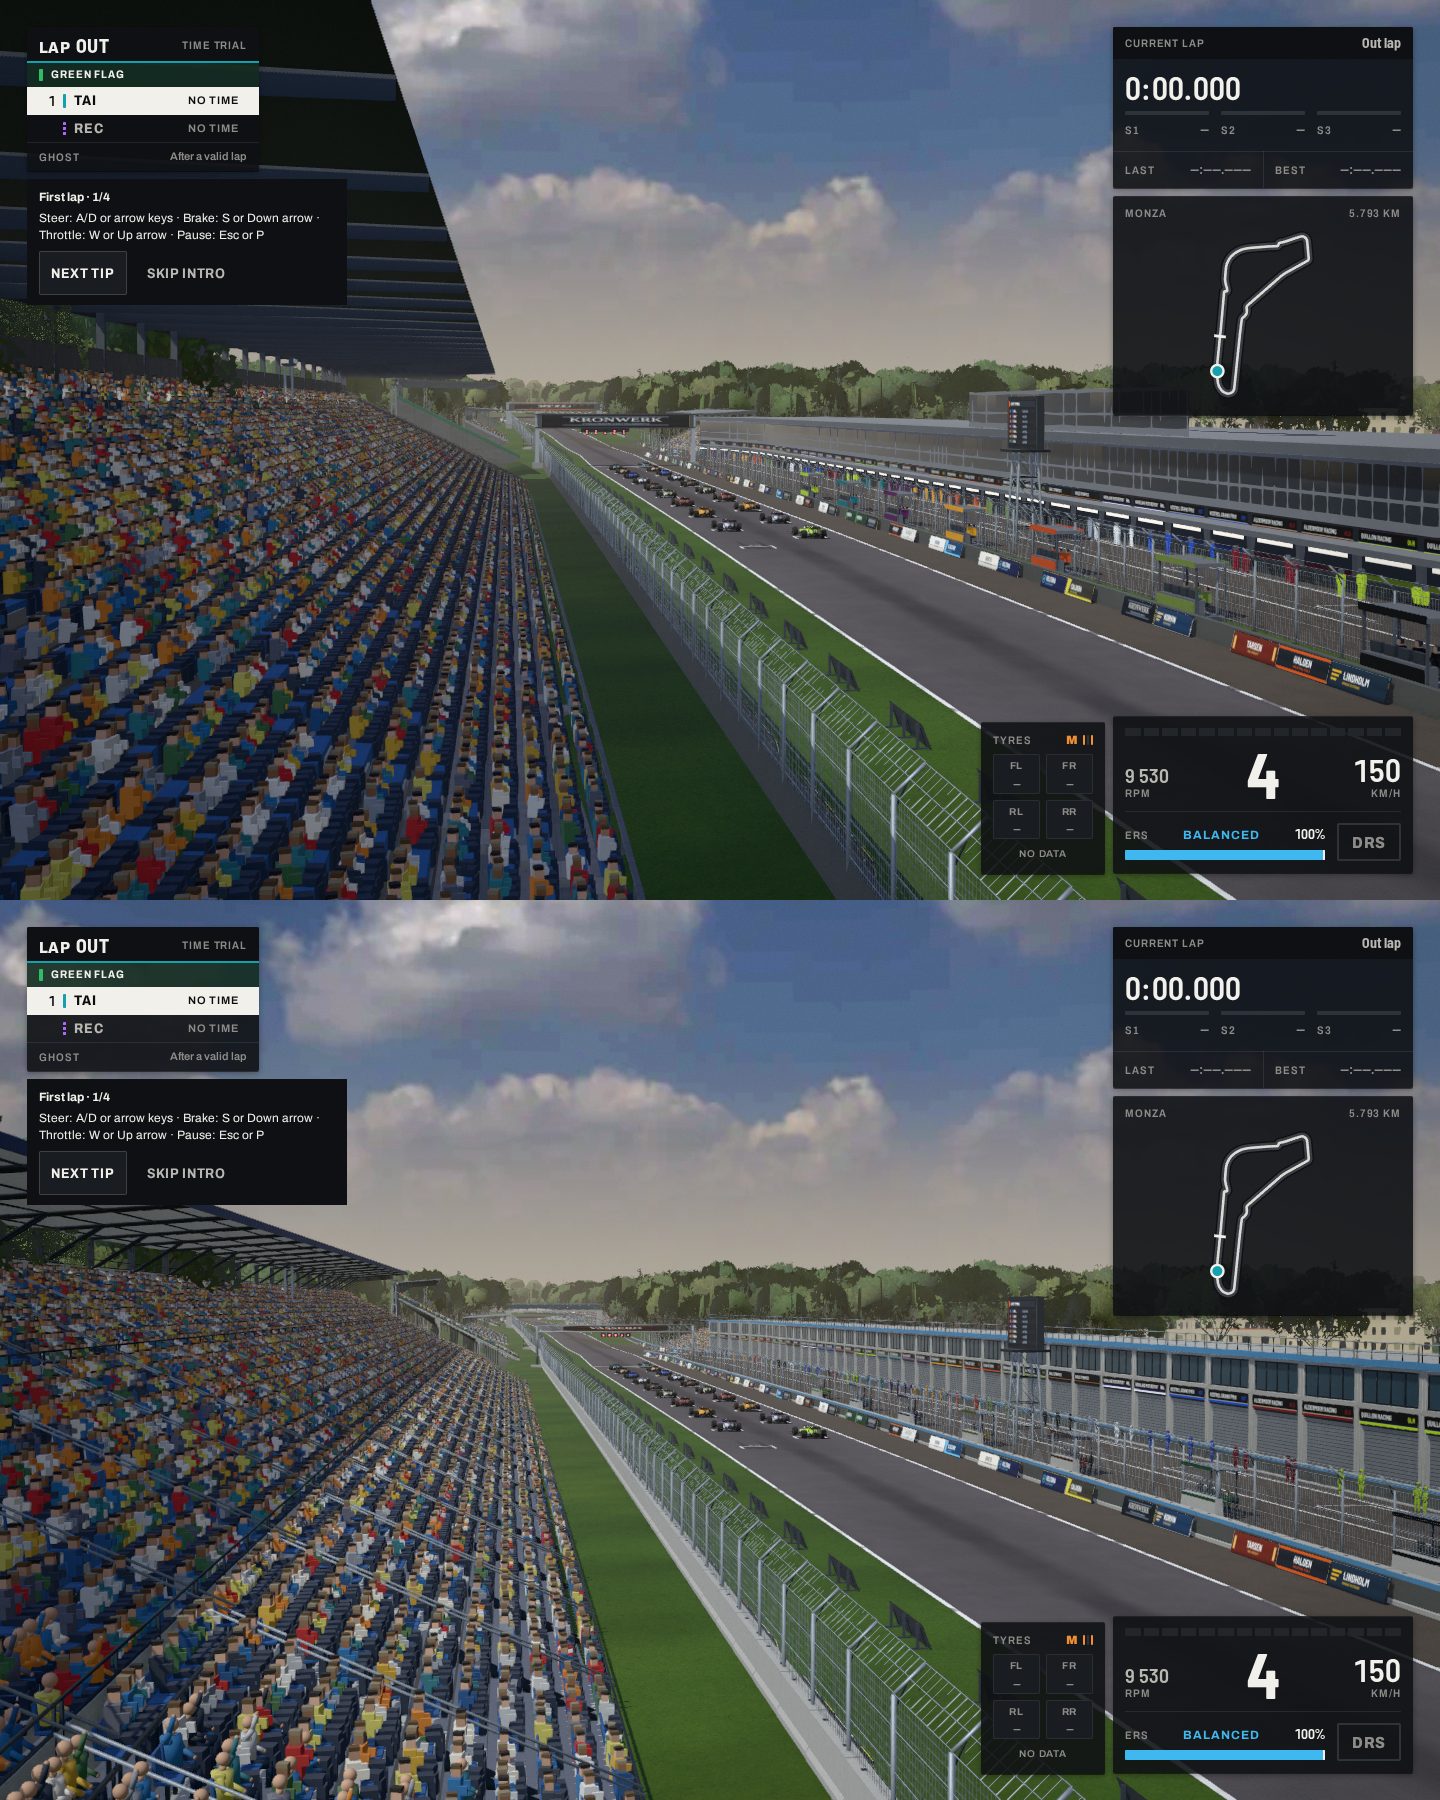 LAP OUT TIME TRIAL
GREEN FLAG
1 TAI NO TIME
REC NO TIME
GHOST After a valid lap
First lap · 1/4
Steer: A/D or arrow keys · Brake: S or Down arrow ·
Throttle: W or Up arrow · Pause: Esc or P
NEXT TIP SKIP INTRO
CURRENT LAP Out lap
0:00.000
S1 – S2 – S3 –
LAST –:––.––– BEST –:––.–––
MONZA 5.793 KM
KRONWERK
TARSEN
HALDEN
LINDHOLM
TYRES M
FL FR
– –
RL RR
– –
NO DATA
9 530 4 150
RPM KM/H
ERS BALANCED 100% DRS
LAP OUT TIME TRIAL
GREEN FLAG
1 TAI NO TIME
REC NO TIME
GHOST After a valid lap
First lap · 1/4
Steer: A/D or arrow keys · Brake: S or Down arrow ·
Throttle: W or Up arrow · Pause: Esc or P
NEXT TIP SKIP INTRO
CURRENT LAP Out lap
0:00.000
S1 – S2 – S3 –
LAST –:––.––– BEST –:––.–––
MONZA 5.793 KM
TARSEN
HALDEN
LINDHOLM
TYRES M
FL FR
– –
RL RR
– –
NO DATA
9 530 4 150
RPM KM/H
ERS BALANCED 100% DRS